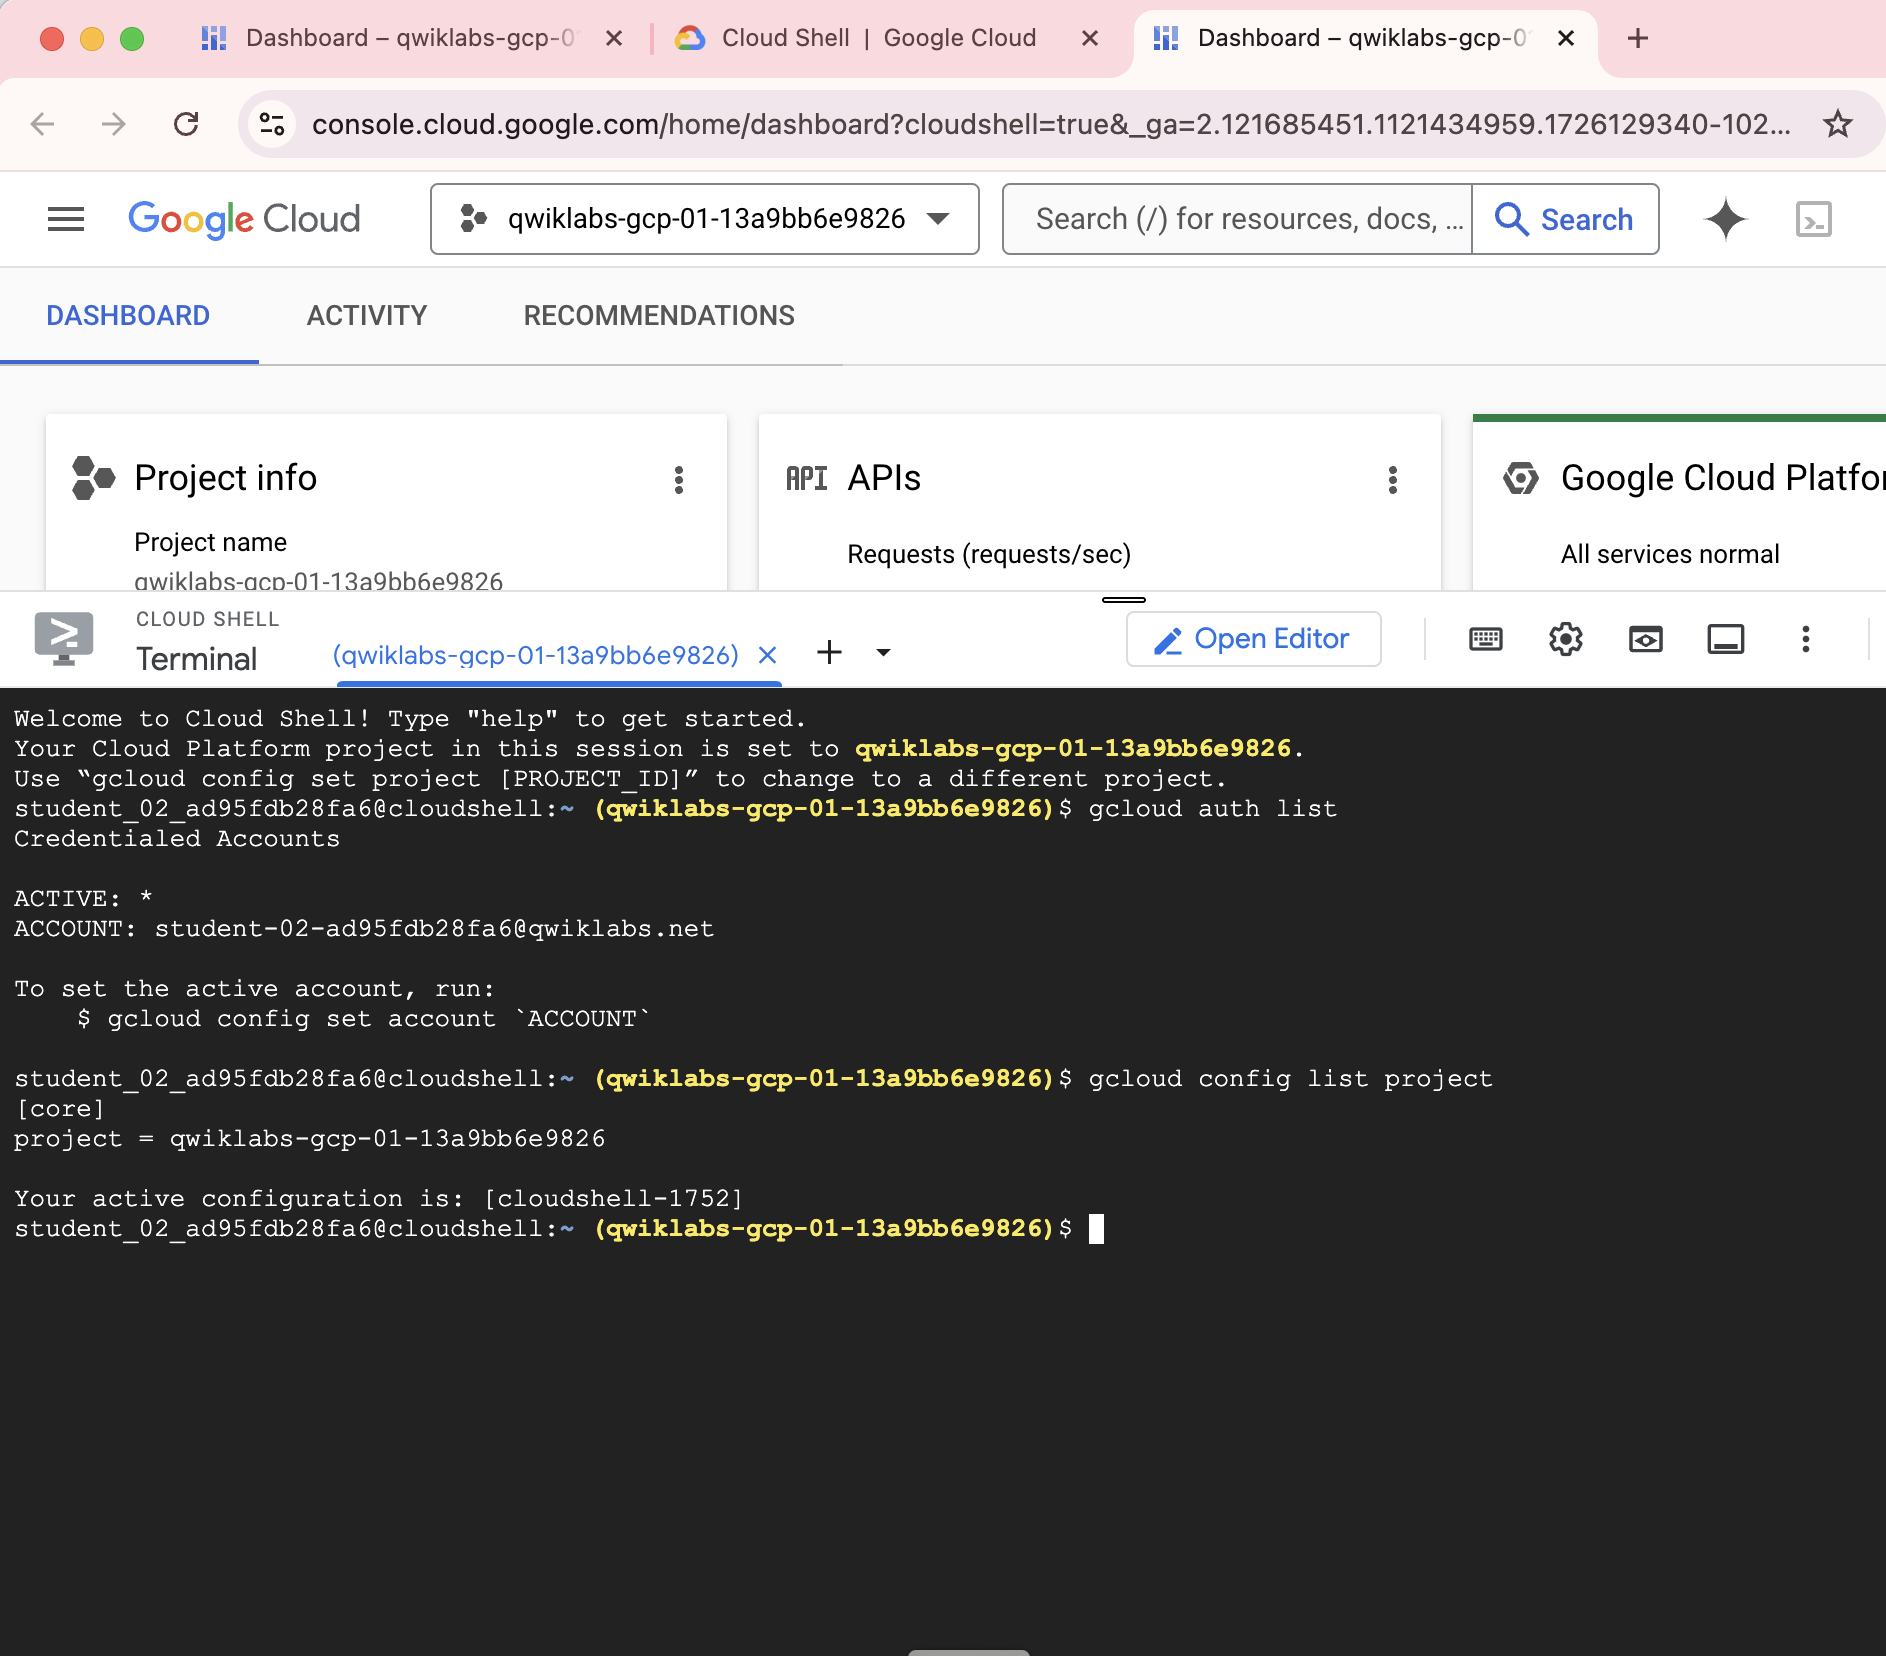 Dashboard – qwiklabs-gcp-0
Cloud Shell | Google Cloud
Dashboard – qwiklabs-gcp-0
console.cloud.google.com/home/dashboard?cloudshell=true&_ga=2.121685451.1121434959.1726129340-102...
Google Cloud
qwiklabs-gcp-01-13a9bb6e9826
Search (/) for resources, docs, ...
Search
DASHBOARD
ACTIVITY
RECOMMENDATIONS
Project info
Project name
qwiklabs-gcp-01-13a9bb6e9826
API APIs
Requests (requests/sec)
Google Cloud Platfor
All services normal
CLOUD SHELL
Terminal
(qwiklabs-gcp-01-13a9bb6e9826)
Open Editor
Welcome to Cloud Shell! Type "help" to get started.
Your Cloud Platform project in this session is set to qwiklabs-gcp-01-13a9bb6e9826.
Use “gcloud config set project [PROJECT_ID]” to change to a different project.
student_02_ad95fdb28fa6@cloudshell:~ (qwiklabs-gcp-01-13a9bb6e9826)$ gcloud auth list
Credentialed Accounts
ACTIVE: *
ACCOUNT: student-02-ad95fdb28fa6@qwiklabs.net
To set the active account, run:
$ gcloud config set account `ACCOUNT`
student_02_ad95fdb28fa6@cloudshell:~ (qwiklabs-gcp-01-13a9bb6e9826)$ gcloud config list project
[core]
project = qwiklabs-gcp-01-13a9bb6e9826
Your active configuration is: [cloudshell-1752]
student_02_ad95fdb28fa6@cloudshell:~ (qwiklabs-gcp-01-13a9bb6e9826)$